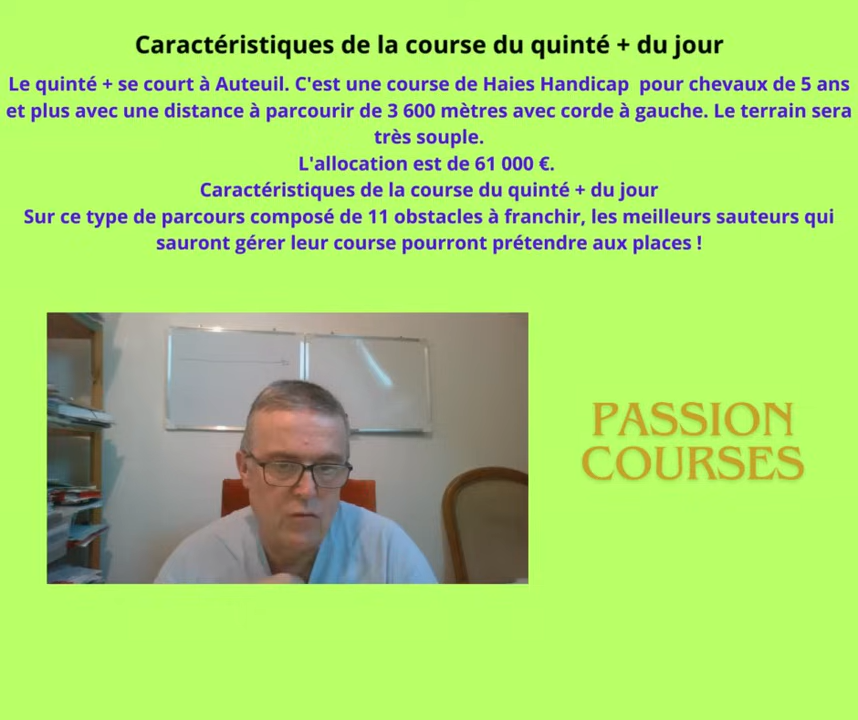 Caractéristiques de la course du quinté + du jour
Le quinté + se court à Auteuil. C'est une course de Haies Handicap  pour chevaux de 5 ans
et plus avec une distance à parcourir de 3 600 mètres avec corde à gauche. Le terrain sera
très souple.
L'allocation est de 61 000 €.
Caractéristiques de la course du quinté + du jour
Sur ce type de parcours composé de 11 obstacles à franchir, les meilleurs sauteurs qui
sauront gérer leur course pourront prétendre aux places !
PASSION
COURSES